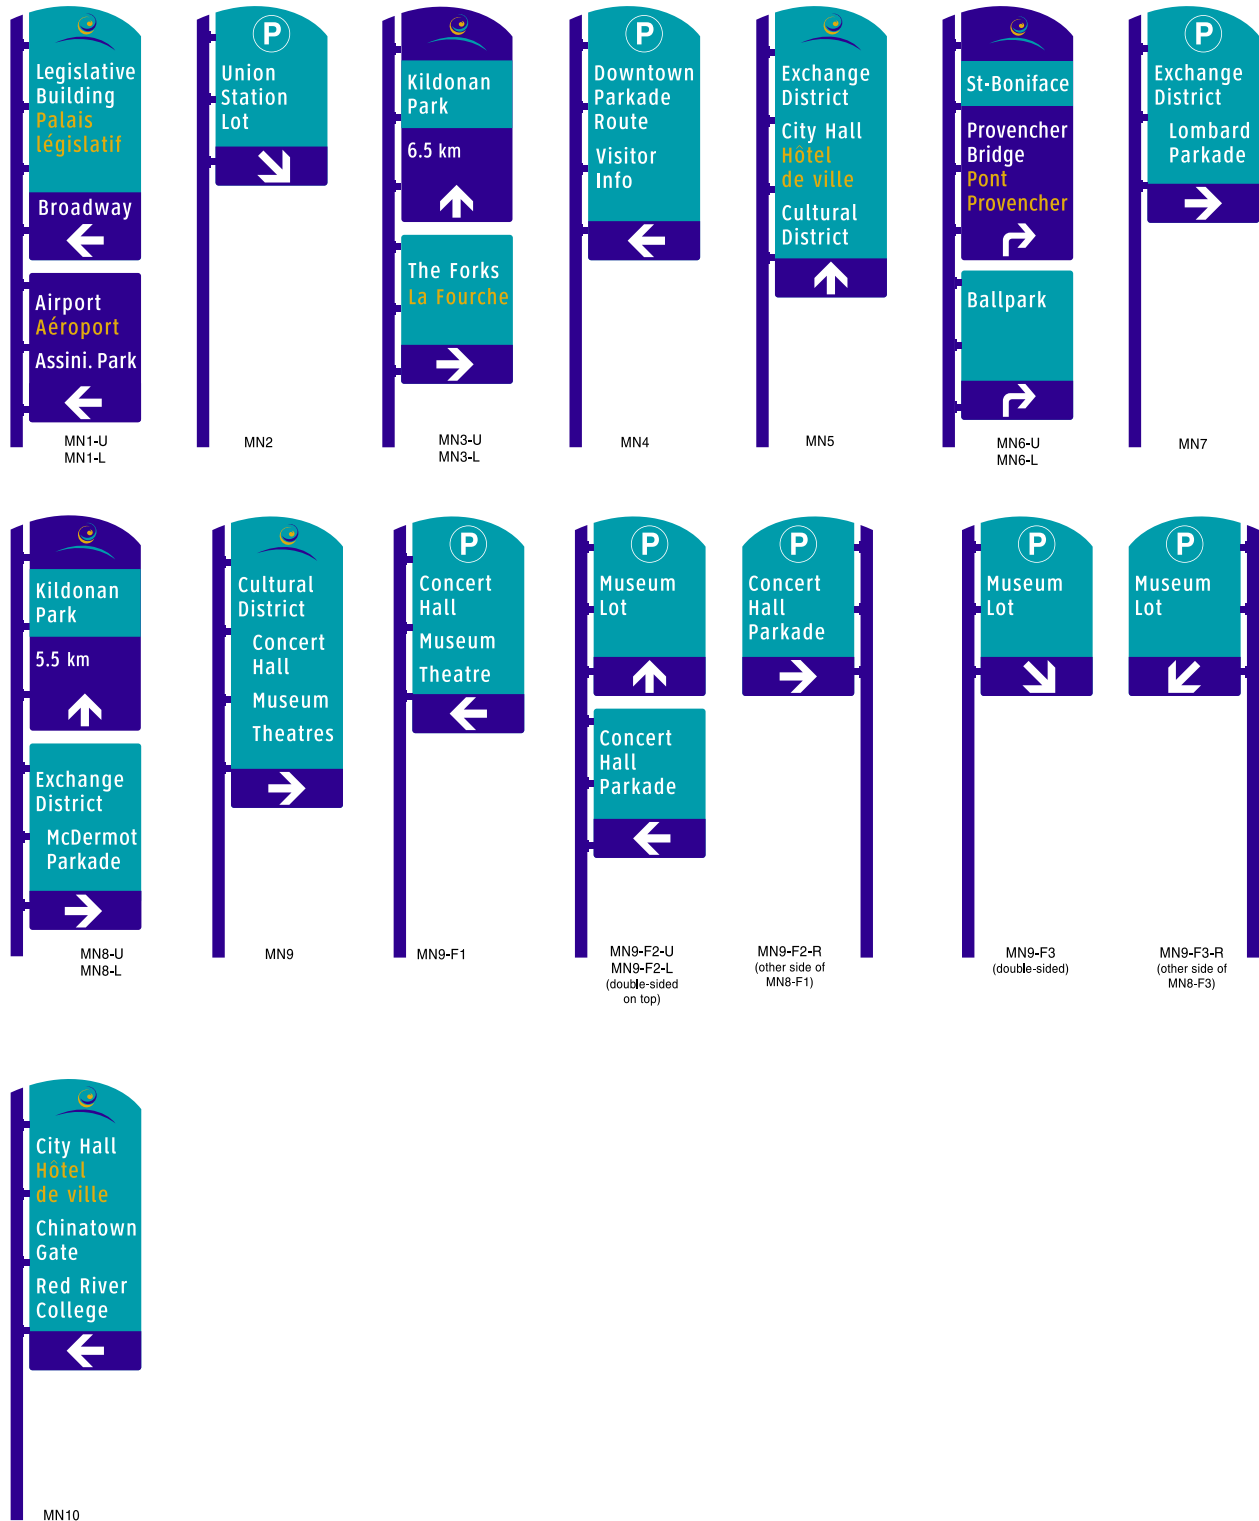 Legislative
Building
Palais
législatif
Broadway
Airport
Aéroport
Assini. Park
MN1-U
MN1-L
P
Union
Station
Lot
MN2
Kildonan
Park
6.5 km
The Forks
La Fourche
MN3-U
MN3-L
P
Downtown
Parkade
Route
Visitor
Info
MN4
Exchange
District
City Hall
Hôtel
de ville
Cultural
District
MN5
St-Boniface
Provencher
Bridge
Pont
Provencher
Ballpark
MN6-U
MN6-L
P
Exchange
District
Lombard
Parkade
MN7
Kildonan
Park
5.5 km
Exchange
District
McDermot
Parkade
MN8-U
MN8-L
Cultural
District
Concert
Hall
Museum
Theatres
MN9
P
Concert
Hall
Museum
Theatre
MN9-F1
P
Museum
Lot
Concert
Hall
Parkade
MN9-F2-U
MN9-F2-L
(double-sided
on top)
P
Concert
Hall
Parkade
MN9-F2-R
(other side of
MN8-F1)
P
Museum
Lot
MN9-F3
(double-sided)
P
Museum
Lot
MN9-F3-R
(other side of
MN8-F3)
City Hall
Hôtel
de ville
Chinatown
Gate
Red River
College
MN10